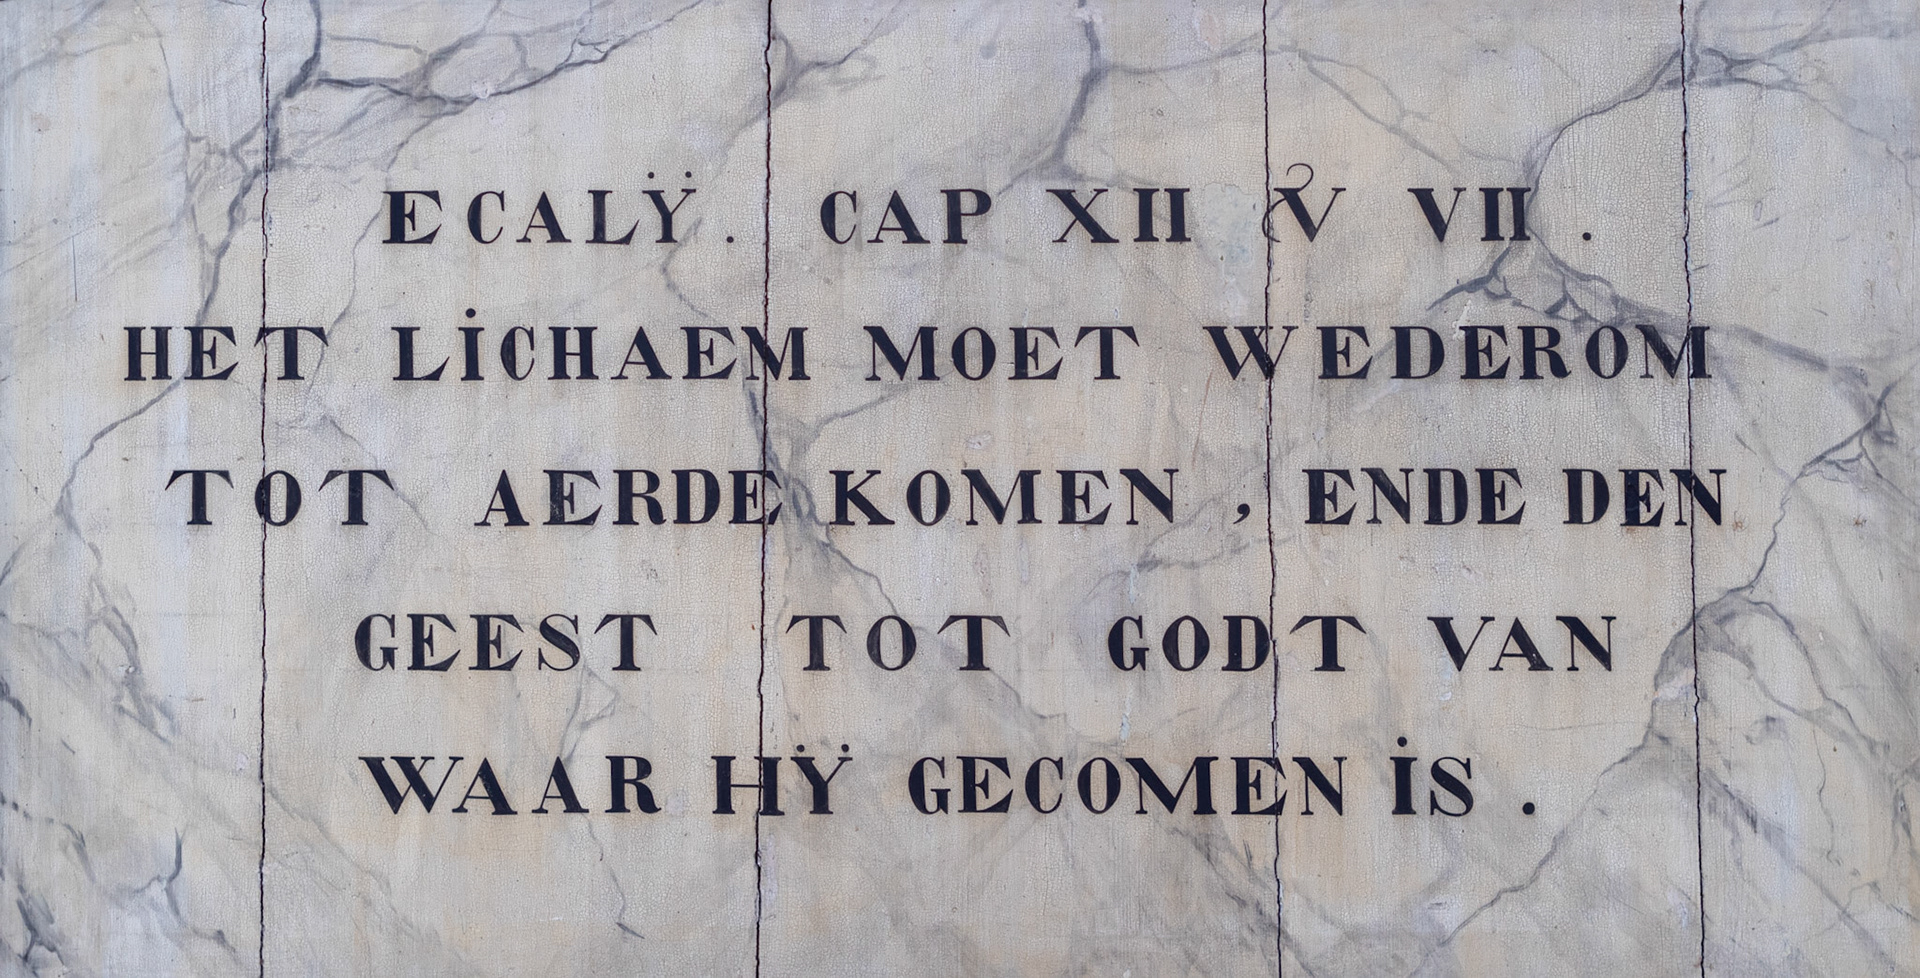 ECALŸ. CAP XII V VII.
HET LİCHAEM MOET WEDEROM
TOT AERDE KOMEN, ENDE DEN
GEEST TOT GODT VAN
WAAR HŸ GECOMEN İS.